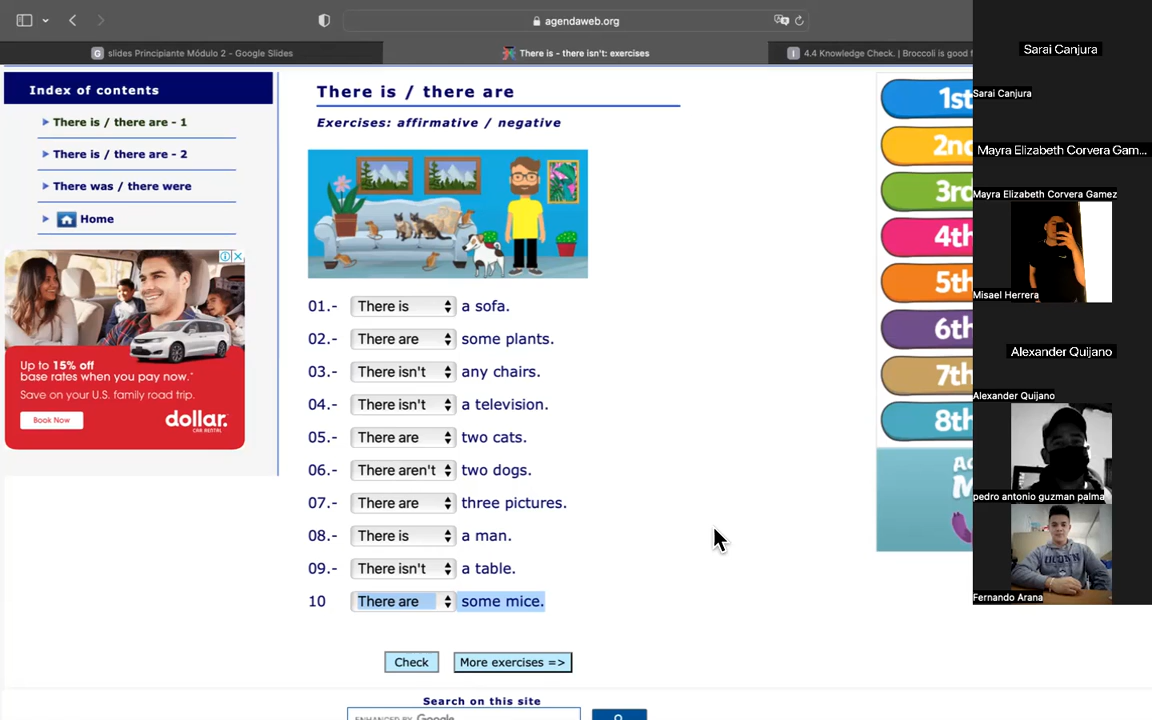 agendaweb.org
slides Principiante Módulo 2 - Google Slides
There is - there isn't: exercises
4.4 Knowledge Check. | Broccoli is good f
Index of contents
There is / there are - 1
There is / there are - 2
There was / there were
Home
Up to 15% off
base rates when you pay now.*
Save on your U.S. family road trip.
Book Now
dollar.
CAR RENTAL
There is / there are
Exercises: affirmative / negative
01.- There is a sofa.
02.- There are some plants.
03.- There isn't any chairs.
04.- There isn't a television.
05.- There are two cats.
06.- There aren't two dogs.
07.- There are three pictures.
08.- There is a man.
09.- There isn't a table.
10 There are some mice.
Check
More exercises =>
Search on this site
ENHANCED BY Google
1st
2nd
3rd
4th
5th
6th
7th
8th
Sarai Canjura
Sarai Canjura
Mayra Elizabeth Corvera Gam...
Mayra Elizabeth Corvera Gamez
Misael Herrera
Alexander Quijano
Alexander Quijano
pedro antonio guzman palma
Fernando Arana